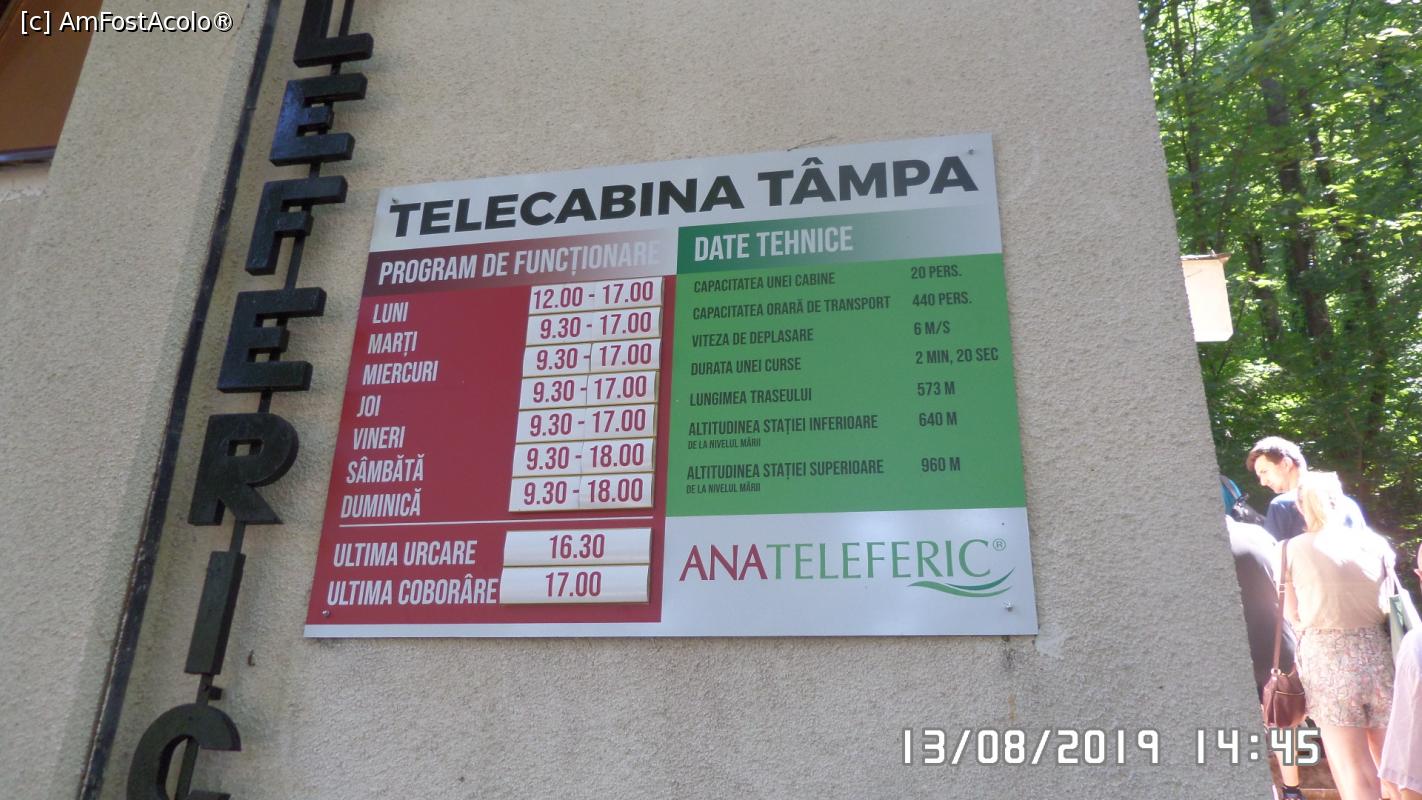 [c] AmFostAcolo®
LEFERIC
TELECABINA TÂMPA
PROGRAM DE FUNCȚIONARE
LUNI 12.00 - 17.00
MARȚI 9.30 - 17.00
MIERCURI 9.30 - 17.00
JOI 9.30 - 17.00
VINERI 9.30 - 17.00
SÂMBĂTĂ 9.30 - 18.00
DUMINICĂ 9.30 - 18.00
ULTIMA URCARE 16.30
ULTIMA COBORÂRE 17.00
DATE TEHNICE
CAPACITATEA UNEI CABINE 20 PERS.
CAPACITATEA ORARĂ DE TRANSPORT 440 PERS.
VITEZA DE DEPLASARE 6 M/S
DURATA UNEI CURSE 2 MIN, 20 SEC
LUNGIMEA TRASEULUI 573 M
ALTITUDINEA STAȚIEI INFERIOARE 640 M
DE LA NIVELUL MĂRII
ALTITUDINEA STAȚIEI SUPERIOARE 960 M
DE LA NIVELUL MĂRII
ANATELEFERIC®
13/08/2019 14:45